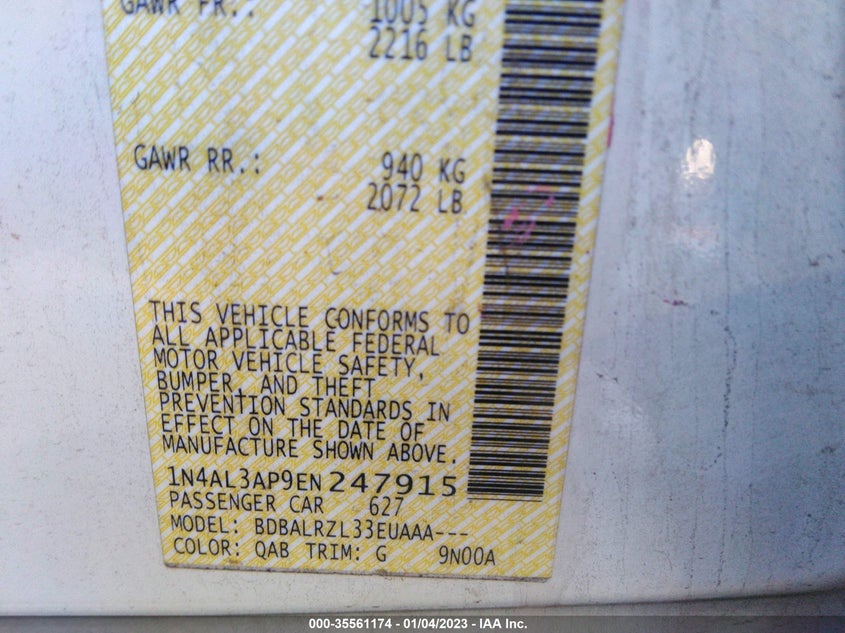 GAWR FR.: 1005 KG
2216 LB
GAWR RR.: 940 KG
2072 LB
THIS VEHICLE CONFORMS TO
ALL APPLICABLE FEDERAL
MOTOR VEHICLE SAFETY,
BUMPER, AND THEFT
PREVENTION STANDARDS IN
EFFECT ON THE DATE OF
MANUFACTURE SHOWN ABOVE.
1N4AL3AP9EN247915
PASSENGER CAR 627
MODEL: BDBALRZL33EUAAA---
COLOR: QAB TRIM: G 9N00A
000-35561174 - 01/04/2023 - IAA Inc.